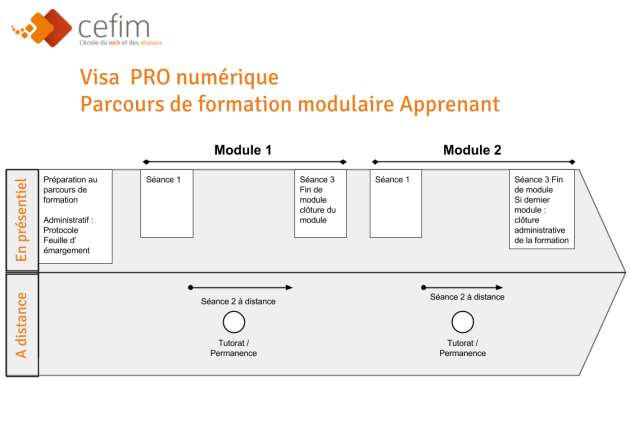 cefim
L'école du web et des réseaux
Visa PRO numérique
Parcours de formation modulaire Apprenant
Module 1
Module 2
En présentiel
Préparation au
parcours de
formation
Administratif :
Protocole
Feuille d'
émargement
Séance 1
Séance 3
Fin de
module
clôture du
module
Séance 1
Séance 3 Fin
de module
Si dernier
module :
clôture
administrative
de la formation
A distance
Séance 2 à distance
Tutorat /
Permanence
Séance 2 à distance
Tutorat /
Permanence